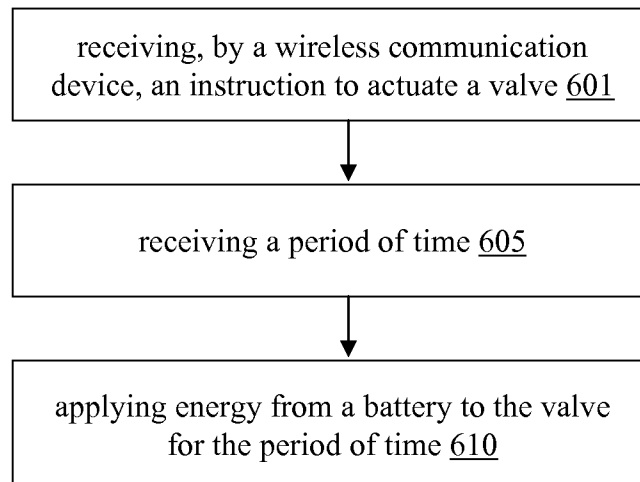 receiving, by a wireless communication
device, an instruction to actuate a valve 601
receiving a period of time 605
applying energy from a battery to the valve
for the period of time 610